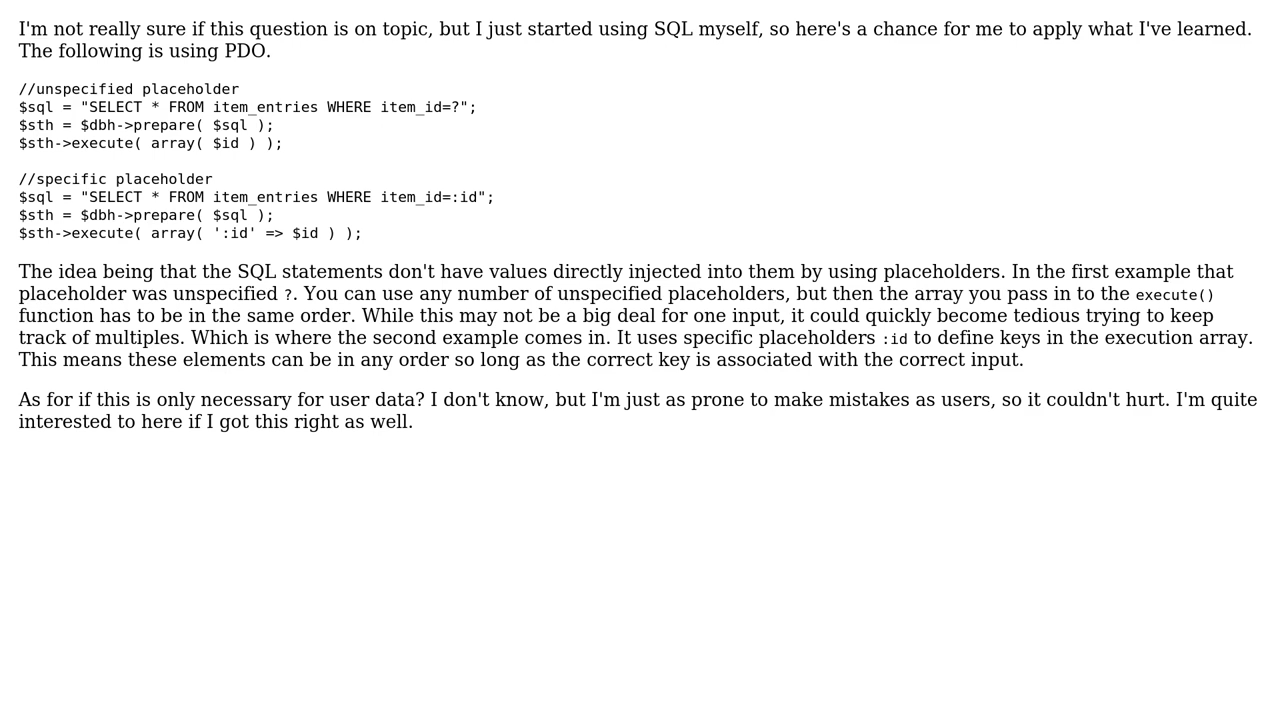 I'm not really sure if this question is on topic, but I just started using SQL myself, so here's a chance for me to apply what I've learned.
The following is using PDO.
//unspecified placeholder
$sql = "SELECT * FROM item_entries WHERE item_id=?";
$sth = $dbh->prepare( $sql );
$sth->execute( array( $id ) );
//specific placeholder
$sql = "SELECT * FROM item_entries WHERE item_id=:id";
$sth = $dbh->prepare( $sql );
$sth->execute( array( ':id' => $id ) );
The idea being that the SQL statements don't have values directly injected into them by using placeholders. In the first example that
placeholder was unspecified ?. You can use any number of unspecified placeholders, but then the array you pass in to the execute()
function has to be in the same order. While this may not be a big deal for one input, it could quickly become tedious trying to keep
track of multiples. Which is where the second example comes in. It uses specific placeholders :id to define keys in the execution array.
This means these elements can be in any order so long as the correct key is associated with the correct input.
As for if this is only necessary for user data? I don't know, but I'm just as prone to make mistakes as users, so it couldn't hurt. I'm quite
interested to here if I got this right as well.